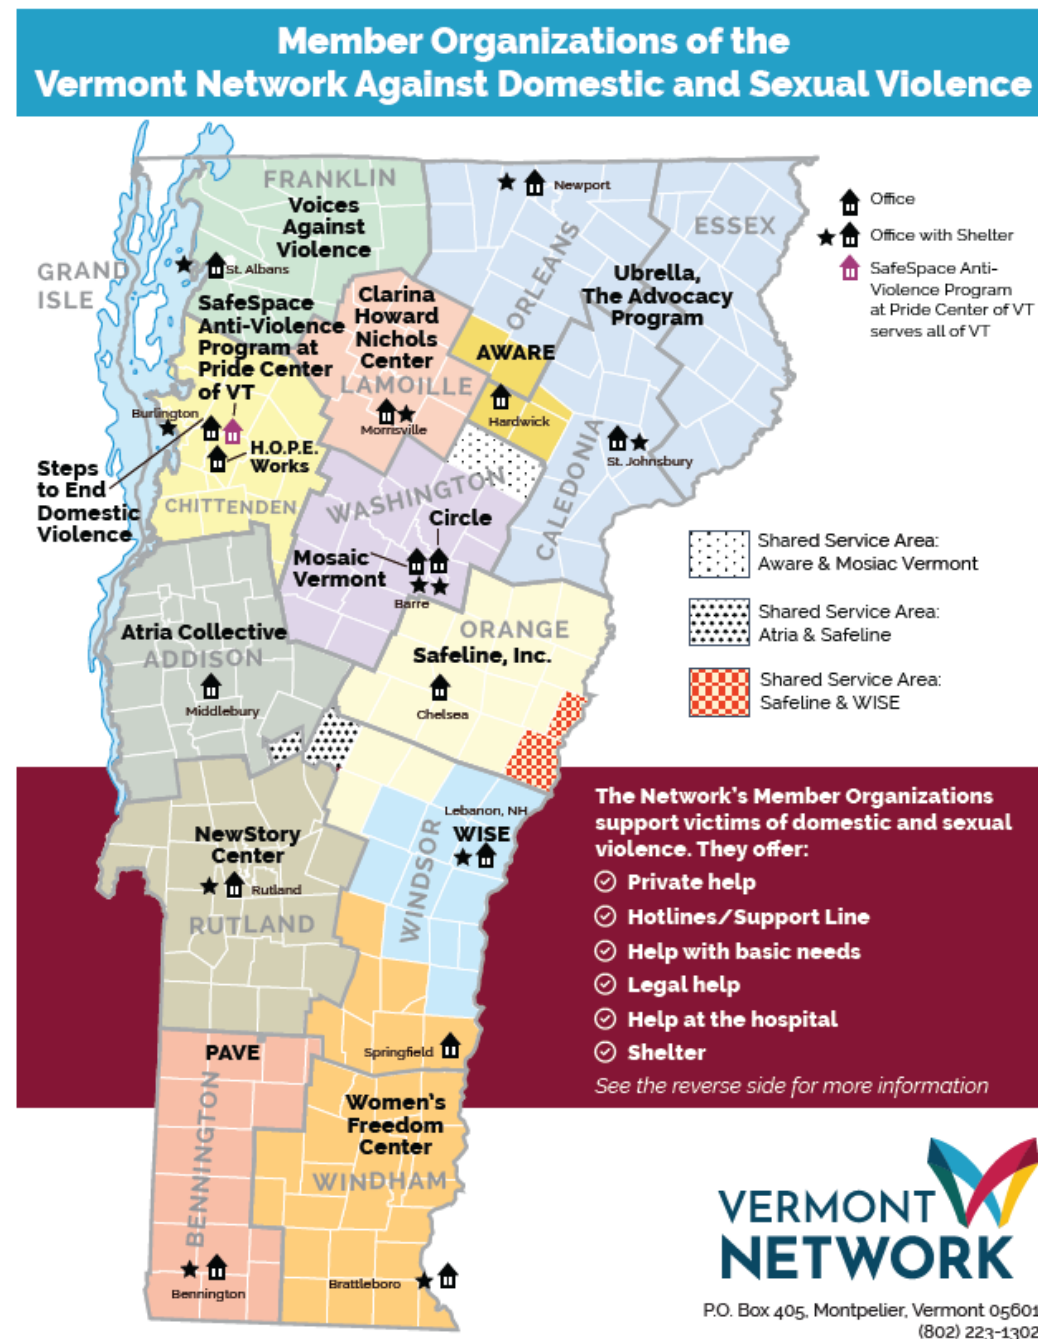 Member Organizations of the
Vermont Network Against Domestic and Sexual Violence
FRANKLIN
Voices
Against
Violence
St. Albans
GRAND
ISLE
Newport
ORLEANS
ESSEX
Ubrella,
The Advocacy
Program
Office
Office with Shelter
SafeSpace Anti-
Violence Program
at Pride Center of VT
serves all of VT
SafeSpace
Anti-Violence
Program at
Pride Center
of VT
Clarina
Howard
Nichols
Center
LAMOILLE
Morrisville
AWARE
Hardwick
St. Johnsbury
CALEDONIA
Burlington
H.O.P.E.
Works
Steps
to End
Domestic
Violence
CHITTENDEN
WASHINGTON
Circle
Mosaic
Vermont
Barre
Shared Service Area:
Aware & Mosiac Vermont
Shared Service Area:
Atria & Safeline
Shared Service Area:
Safeline & WISE
Atria Collective
ADDISON
Middlebury
ORANGE
Safeline, Inc.
Chelsea
Lebanon, NH
WISE
WINDSOR
NewStory
Center
Rutland
RUTLAND
The Network's Member Organizations
support victims of domestic and sexual
violence. They offer:
Private help
Hotlines/Support Line
Help with basic needs
Legal help
Help at the hospital
Shelter
See the reverse side for more information
PAVE
BENNINGTON
Bennington
Springfield
Women's
Freedom
Center
WINDHAM
Brattleboro
VERMONT
NETWORK
P.O. Box 405, Montpelier, Vermont 05601
(802) 223-1302